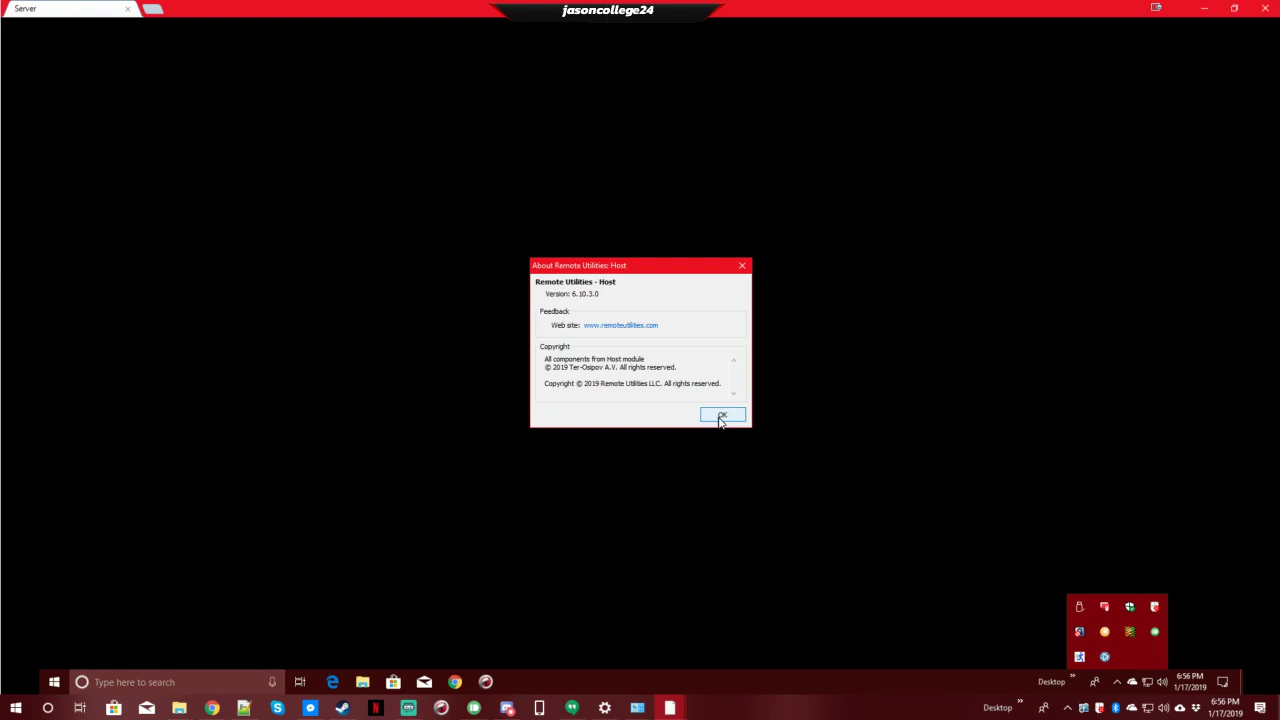 Server
jasoncollege24
About Remote Utilities: Host
Remote Utilities - Host
Version: 6.10.3.0
Feedback
Web site: www.remoteutilities.com
Copyright
All components from Host module
© 2019 Ter-Osipov A.V. All rights reserved.
Copyright © 2019 Remote Utilities LLC. All rights reserved.
OK
Type here to search
Desktop
6:56 PM
1/17/2019
Desktop
6:56 PM
1/17/2019